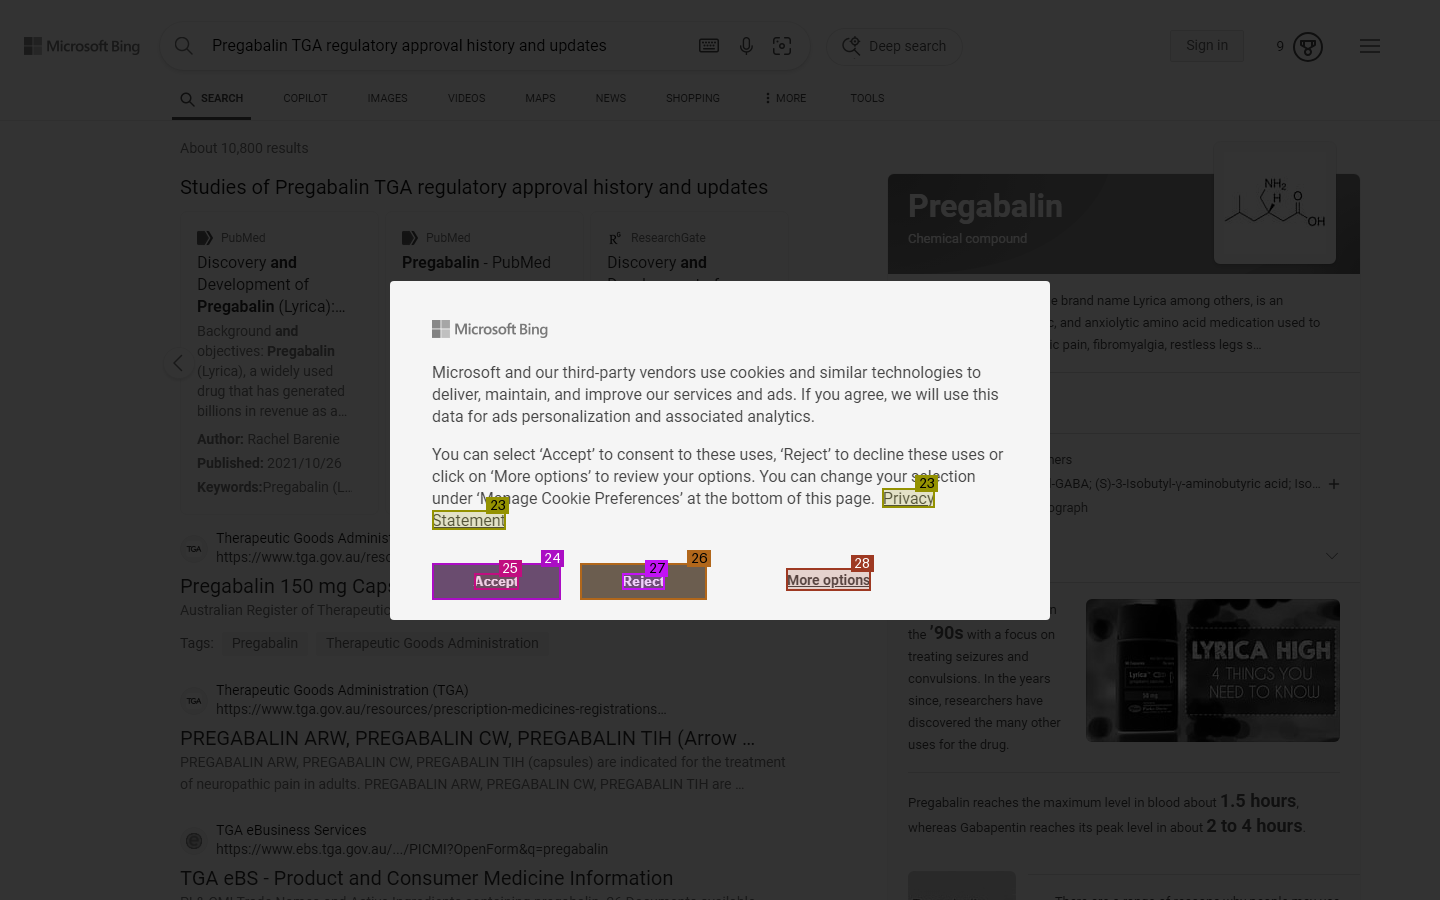 Microsoft Bing
Pregabalin TGA regulatory approval history and updates
Deep search
Sign in
9
SEARCH
COPILOT
IMAGES
VIDEOS
MAPS
NEWS
SHOPPING
MORE
TOOLS
About 10,800 results
Studies of Pregabalin TGA regulatory approval history and updates
PubMed
Discovery and
Development of
Pregabalin (Lyrica):...
Background and
objectives: Pregabalin
(Lyrica), a widely used
drug that has generated
billions in revenue as a...
Author: Rachel Barenie
Published: 2021/10/26
Keywords:Pregabalin (L...
PubMed
Pregabalin - PubMed
ResearchGate
Discovery and
Pregabalin
Chemical compound
NH2
H
O
OH
e brand name Lyrica among others, is an
c, and anxiolytic amino acid medication used to
ic pain, fibromyalgia, restless legs s...
hers
-GABA; (S)-3-Isobutyl-γ-aminobutyric acid; Iso...
ograph
Microsoft Bing
Microsoft and our third-party vendors use cookies and similar technologies to
deliver, maintain, and improve our services and ads. If you agree, we will use this
data for ads personalization and associated analytics.
You can select ‘Accept’ to consent to these uses, ‘Reject’ to decline these uses or
click on ‘More options’ to review your options. You can change your selection
under ‘Manage Cookie Preferences’ at the bottom of this page. Privacy
Statement
23
23
24
25
Accept
26
27
Reject
28
More options
TGA
Therapeutic Goods Adminis
https://www.tga.gov.au/reso
Pregabalin 150 mg Caps
Australian Register of Therapeutic
Tags:
Pregabalin
Therapeutic Goods Administration
TGA
Therapeutic Goods Administration (TGA)
https://www.tga.gov.au/resources/prescription-medicines-registrations...
PREGABALIN ARW, PREGABALIN CW, PREGABALIN TIH (Arrow ...
PREGABALIN ARW, PREGABALIN CW, PREGABALIN TIH (capsules) are indicated for the treatment
of neuropathic pain in adults. PREGABALIN ARW, PREGABALIN CW, PREGABALIN TIH are ...
TGA eBusiness Services
https://www.ebs.tga.gov.au/.../PICMI?OpenForm&q=pregabalin
TGA eBS - Product and Consumer Medicine Information
n
the '90s with a focus on
treating seizures and
convulsions. In the years
since, researchers have
discovered the many other
uses for the drug.
Lyrica
LYRICA HIGH
4 THINGS YOU
NEED TO KNOW
Pregabalin reaches the maximum level in blood about 1.5 hours,
whereas Gabapentin reaches its peak level in about 2 to 4 hours.